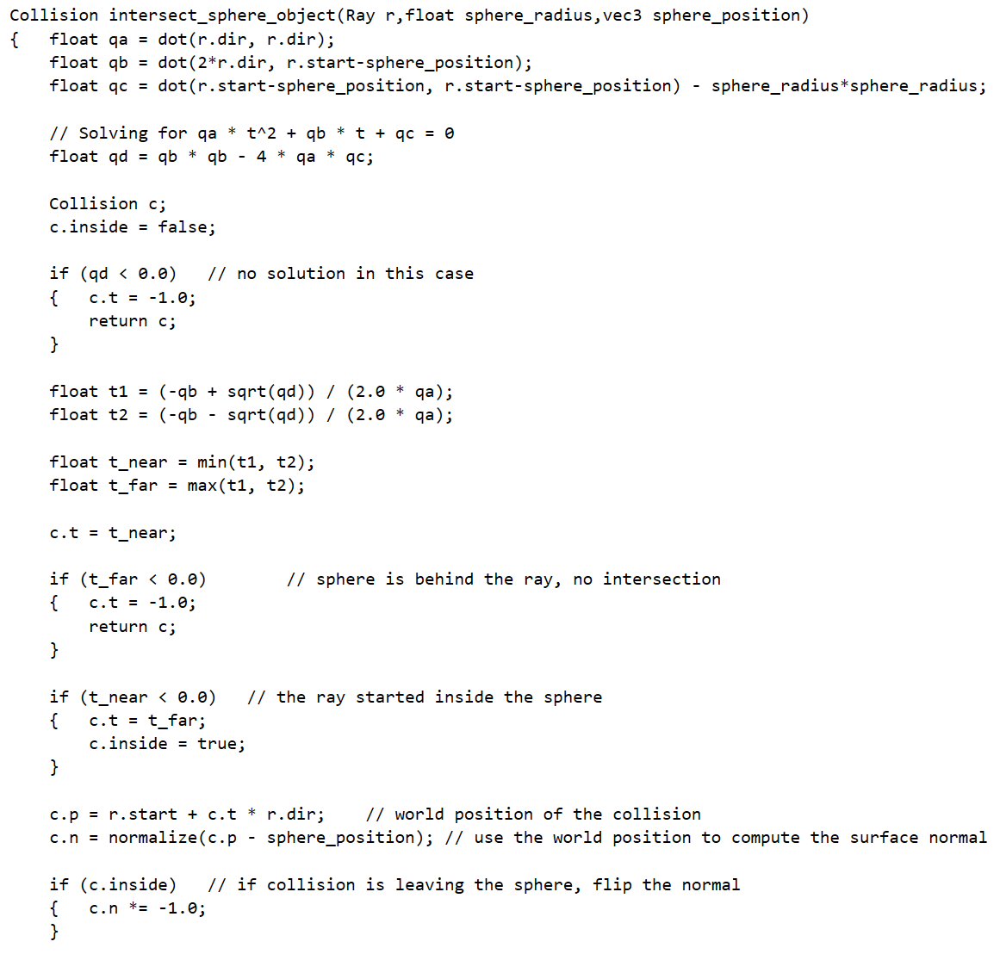 Collision intersect_sphere_object(Ray r,float sphere_radius,vec3 sphere_position)
{   float qa = dot(r.dir, r.dir);
    float qb = dot(2*r.dir, r.start-sphere_position);
    float qc = dot(r.start-sphere_position, r.start-sphere_position) - sphere_radius*sphere_radius;

    // Solving for qa * t^2 + qb * t + qc = 0
    float qd = qb * qb - 4 * qa * qc;

    Collision c;
    c.inside = false;

    if (qd < 0.0)   // no solution in this case
    {   c.t = -1.0;
        return c;
    }

    float t1 = (-qb + sqrt(qd)) / (2.0 * qa);
    float t2 = (-qb - sqrt(qd)) / (2.0 * qa);

    float t_near = min(t1, t2);
    float t_far = max(t1, t2);

    c.t = t_near;

    if (t_far < 0.0)        // sphere is behind the ray, no intersection
    {   c.t = -1.0;
        return c;
    }

    if (t_near < 0.0)   // the ray started inside the sphere
    {   c.t = t_far;
        c.inside = true;
    }

    c.p = r.start + c.t * r.dir;    // world position of the collision
    c.n = normalize(c.p - sphere_position); // use the world position to compute the surface normal

    if (c.inside)   // if collision is leaving the sphere, flip the normal
    {   c.n *= -1.0;
    }